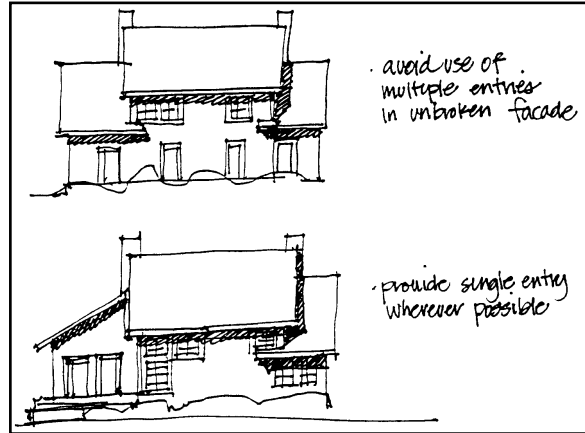 · avoid use of
multiple entries
in unbroken facade
· provide single entry
wherever possible